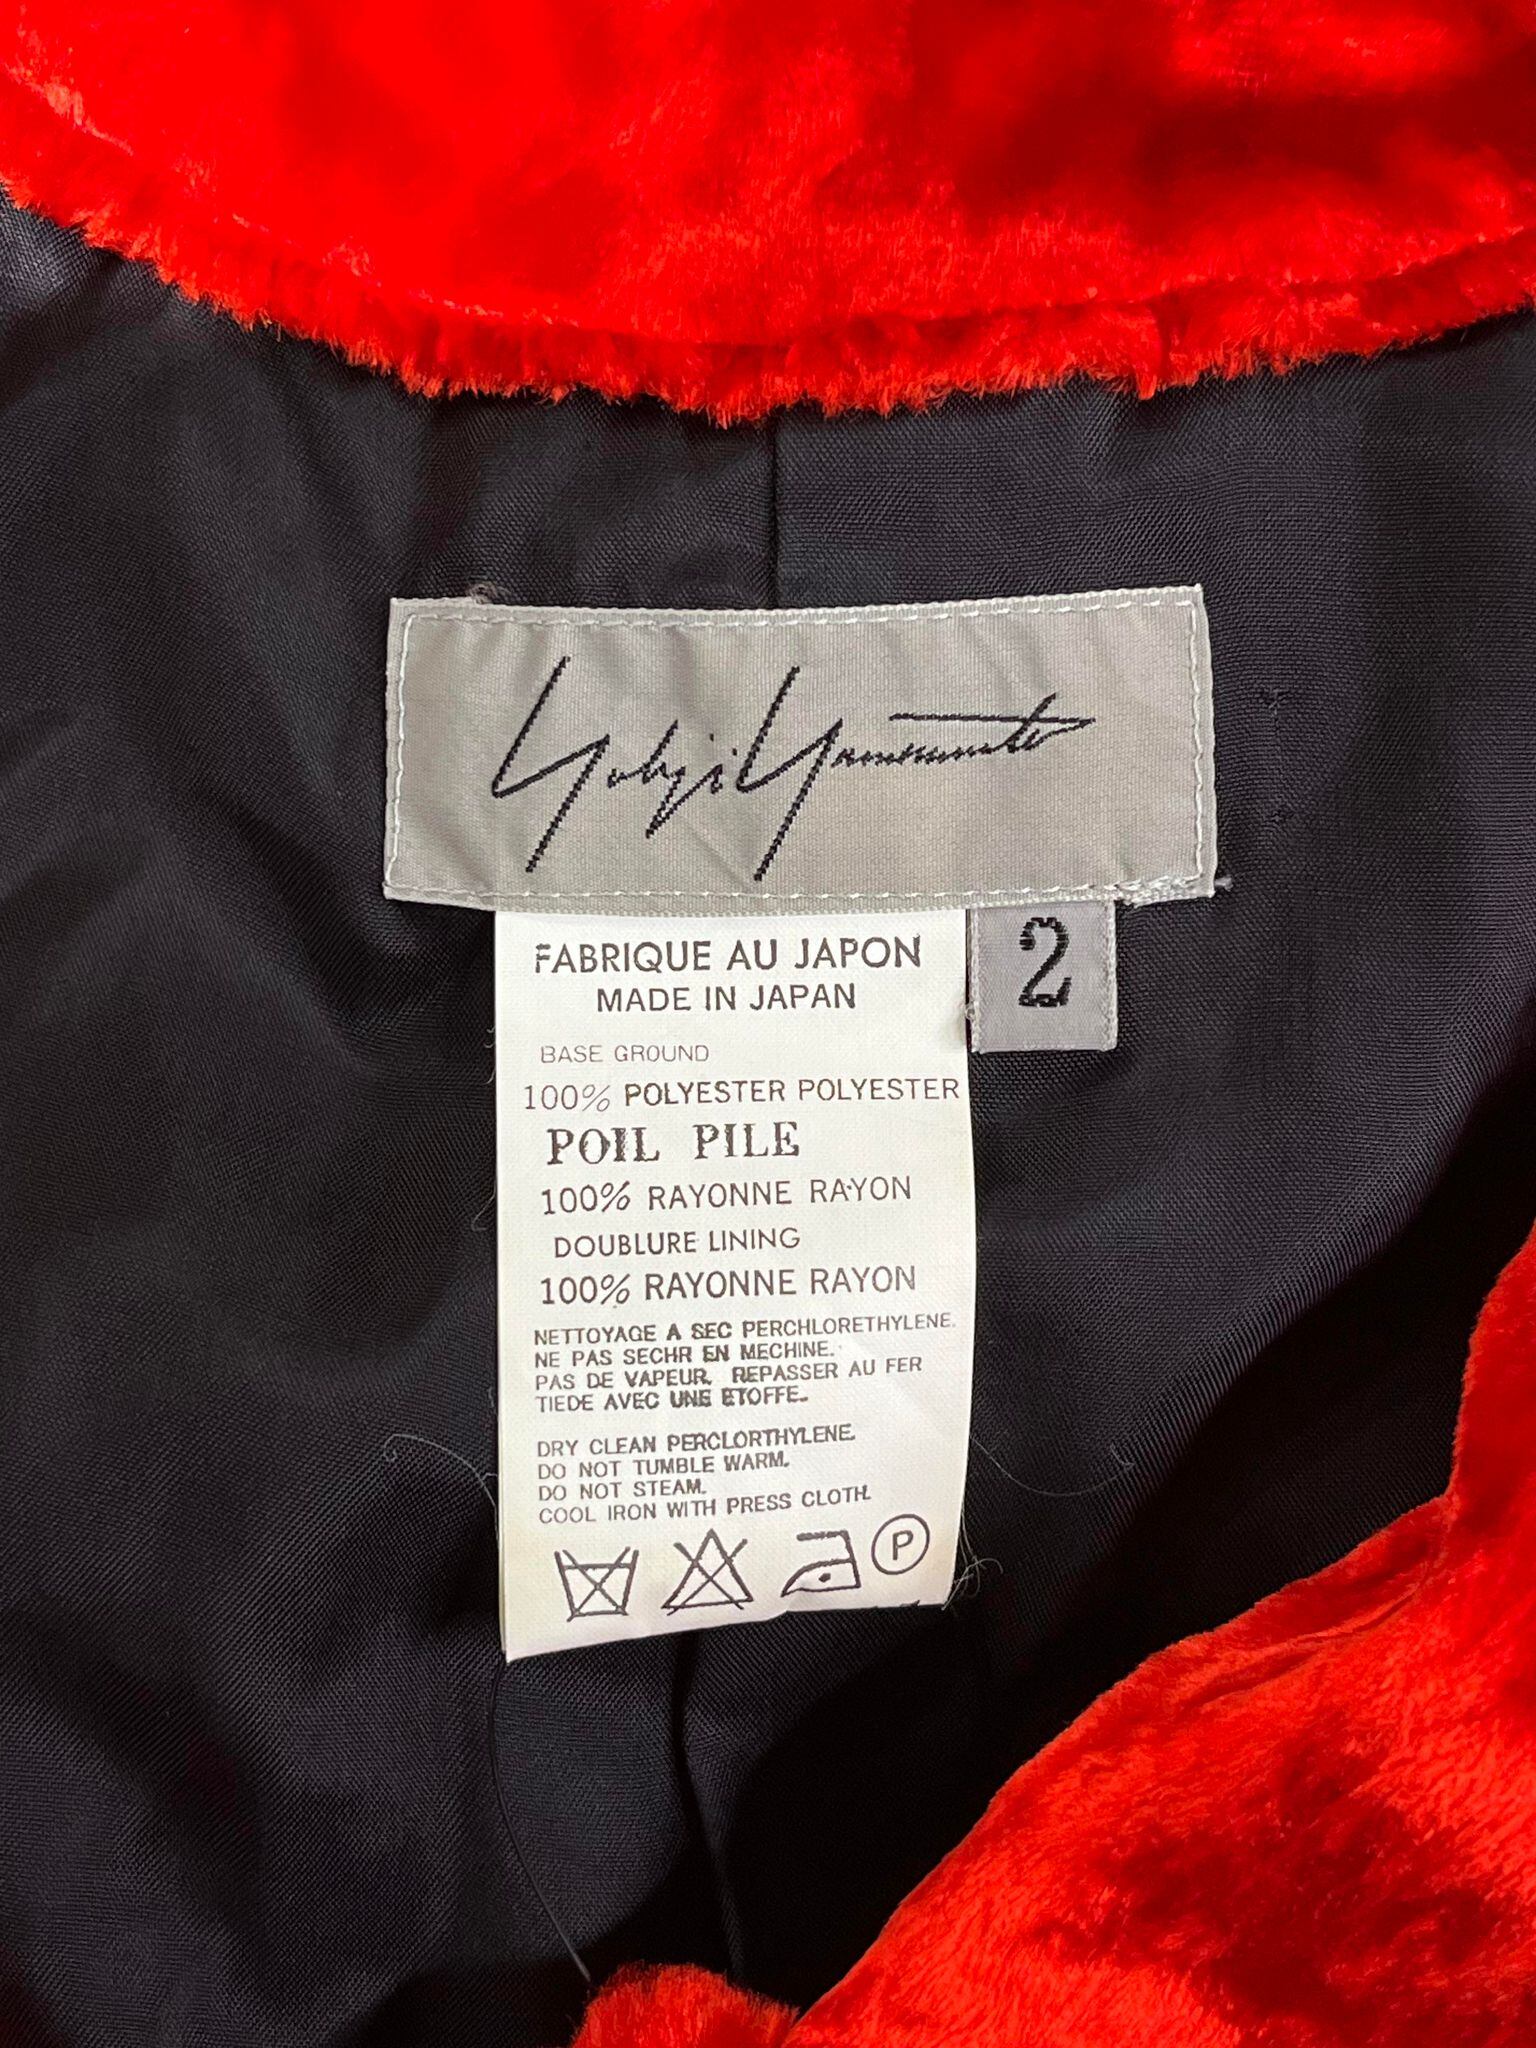 Yohji Yamamoto
2
FABRIQUE AU JAPON
MADE IN JAPAN
BASE GROUND
100% POLYESTER POLYESTER
POIL PILE
100% RAYONNE RAYON
DOUBLURE LINING
100% RAYONNE RAYON
NETTOYAGE A SEC PERCHLORETHYLENE.
NE PAS SECHR EN MECHINE.
PAS DE VAPEUR. REPASSER AU FER
TIEDE AVEC UNE ETOFFE.
DRY CLEAN PERCLORTHYLENE.
DO NOT TUMBLE WARM.
DO NOT STEAM.
COOL IRON WITH PRESS CLOTH.
P